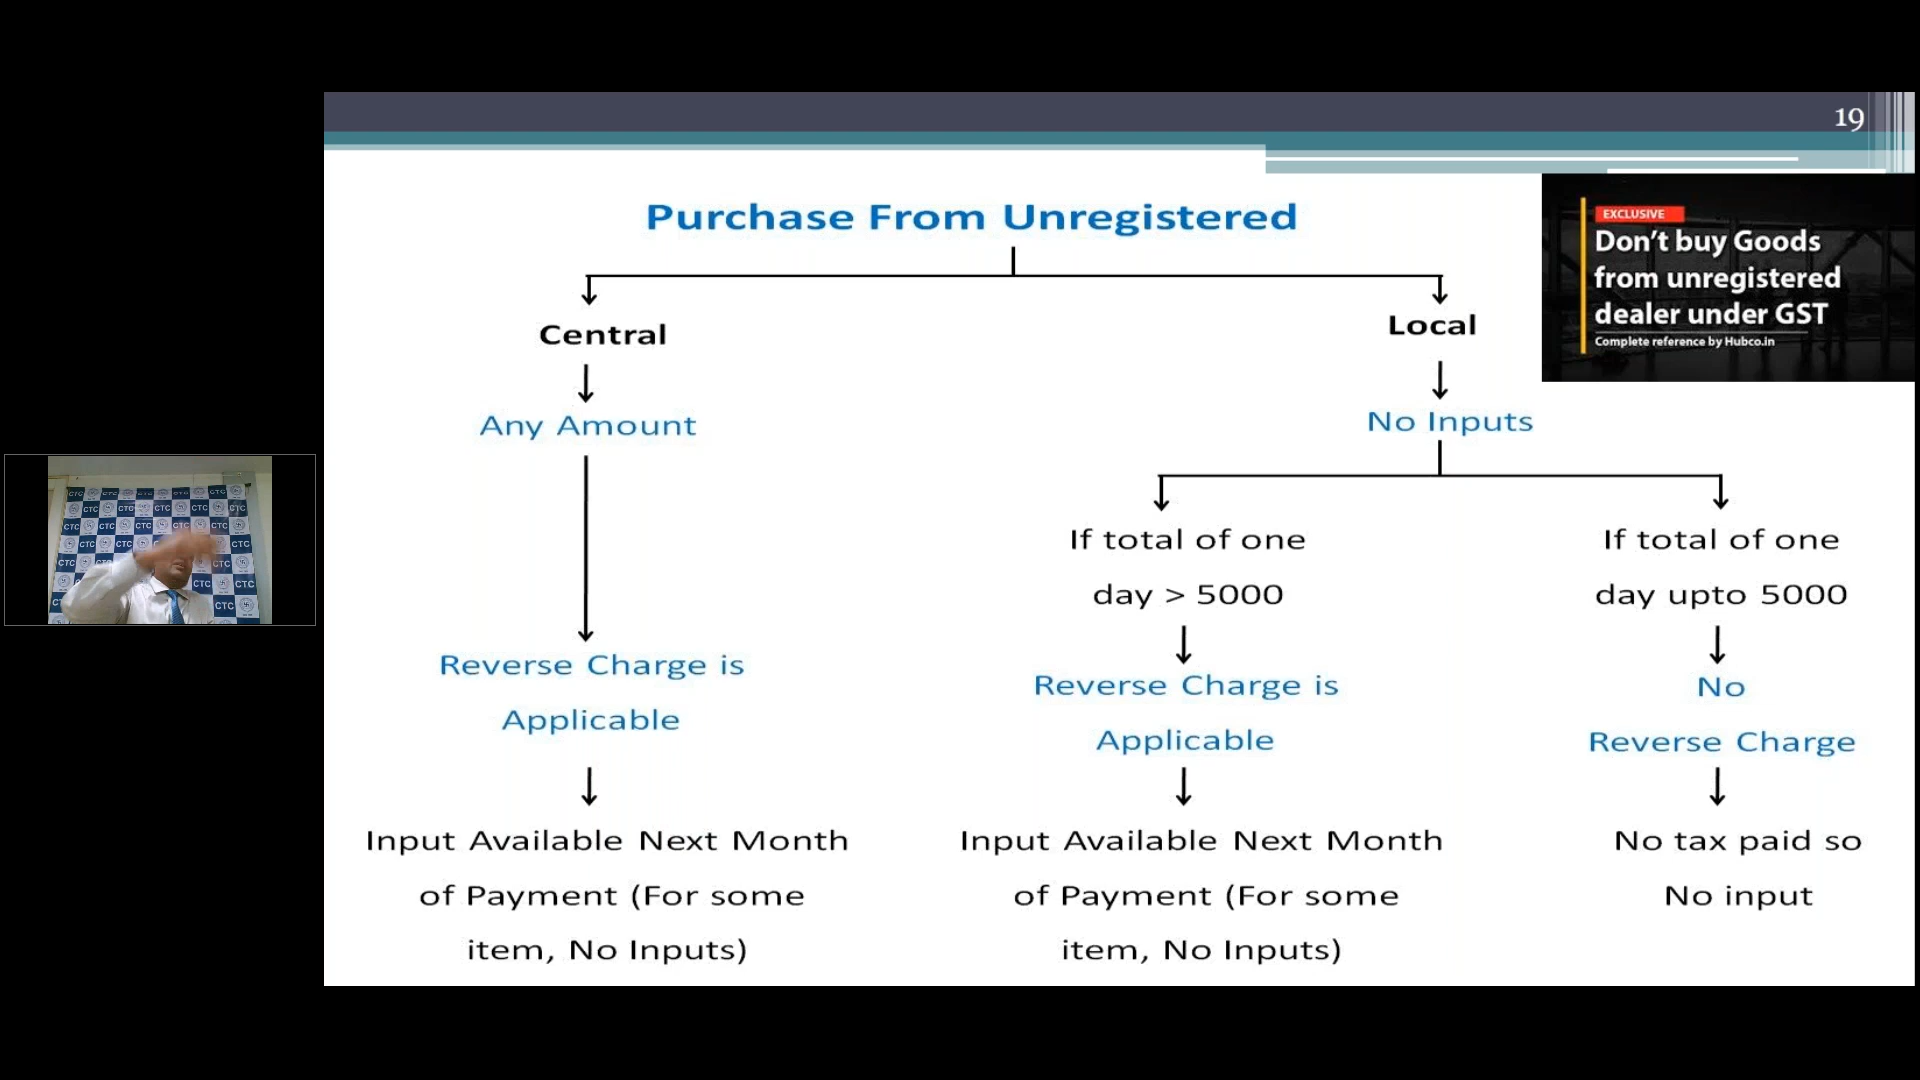 19
Purchase From Unregistered
EXCLUSIVE
Don't buy Goods
from unregistered
dealer under GST
Complete reference by Hubco.in
Central
Local
Any Amount
No Inputs
If total of one
day > 5000
If total of one
day upto 5000
Reverse Charge is
Applicable
Reverse Charge is
Applicable
No
Reverse Charge
Input Available Next Month
of Payment (For some
item, No Inputs)
Input Available Next Month
of Payment (For some
item, No Inputs)
No tax paid so
No input
CTC